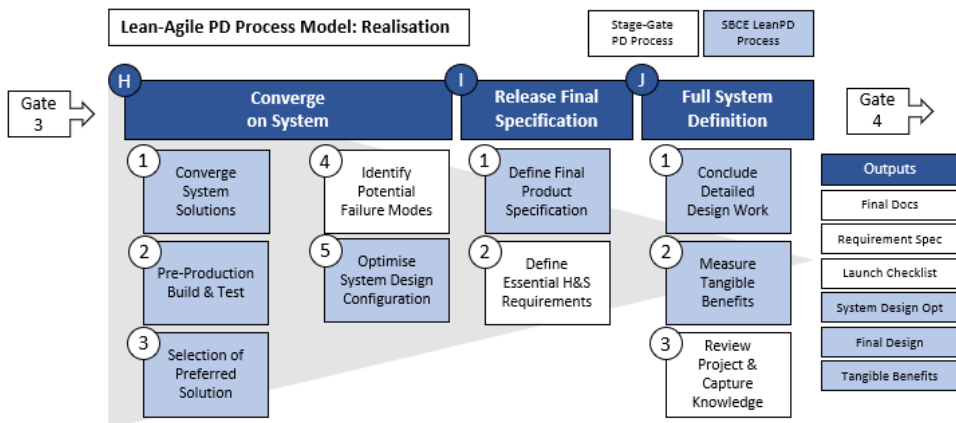 Lean-Agile PD Process Model: Realisation
Stage-Gate
PD Process
SBCE LeanPD
Process
Gate
3
H
Converge
on System
I
Release Final
Specification
J
Full System
Definition
Gate
4
1
Converge
System
Solutions
2
Pre-Production
Build & Test
3
Selection of
Preferred
Solution
4
Identify
Potential
Failure Modes
5
Optimise
System Design
Configuration
1
Define Final
Product
Specification
2
Define
Essential H&S
Requirements
1
Conclude
Detailed
Design Work
2
Measure
Tangible
Benefits
3
Review
Project &
Capture
Knowledge
Outputs
Final Docs
Requirement Spec
Launch Checklist
System Design Opt
Final Design
Tangible Benefits